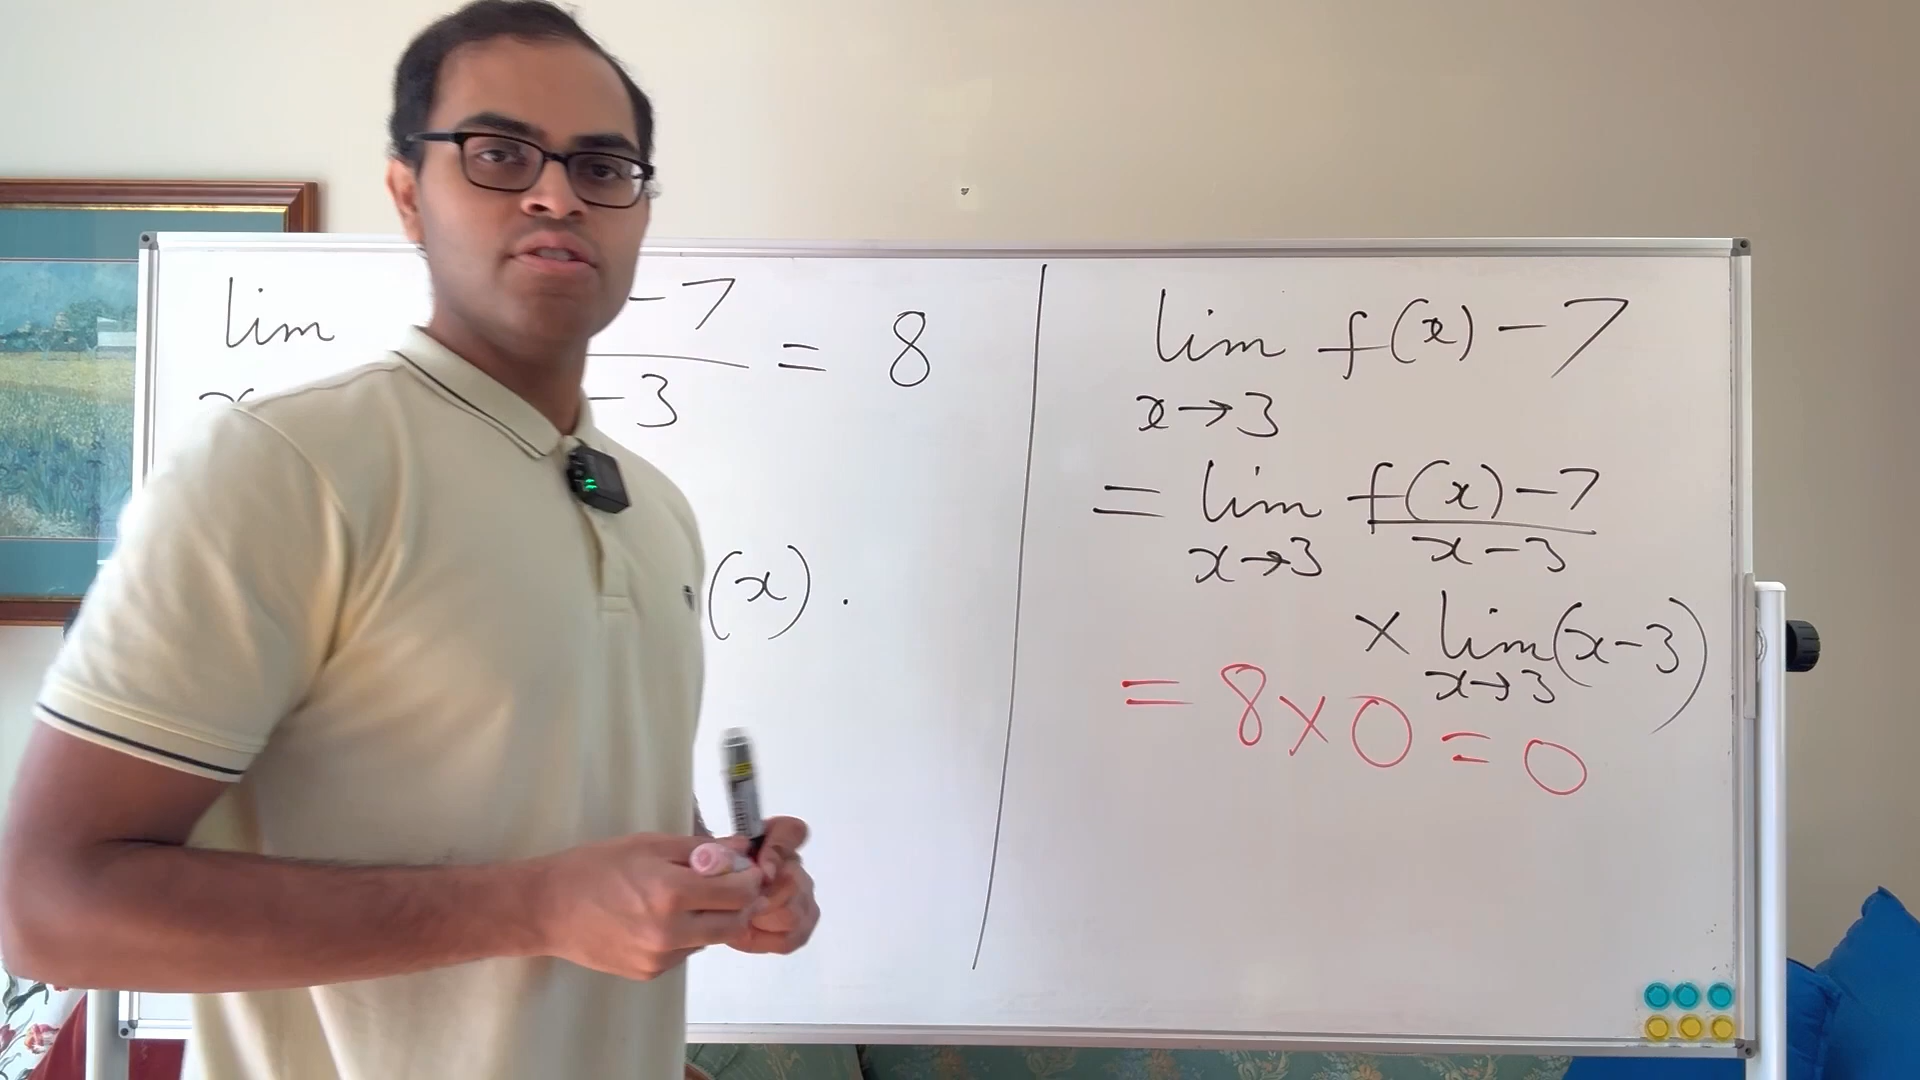 lim - 7 = 8
x - 3
(x).
lim f(x) - 7
x→3
= lim f(x) - 7
x→3 x - 3
× lim (x - 3)
x→3
= 8 × 0 = 0